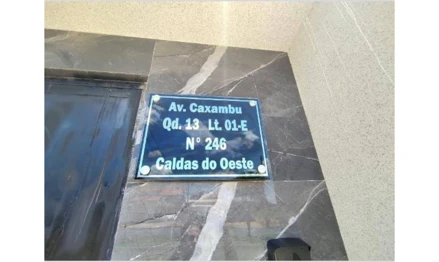 Av. Caxambu
Qd. 13 Lt. 01-E
N° 246
Caldas do Oeste